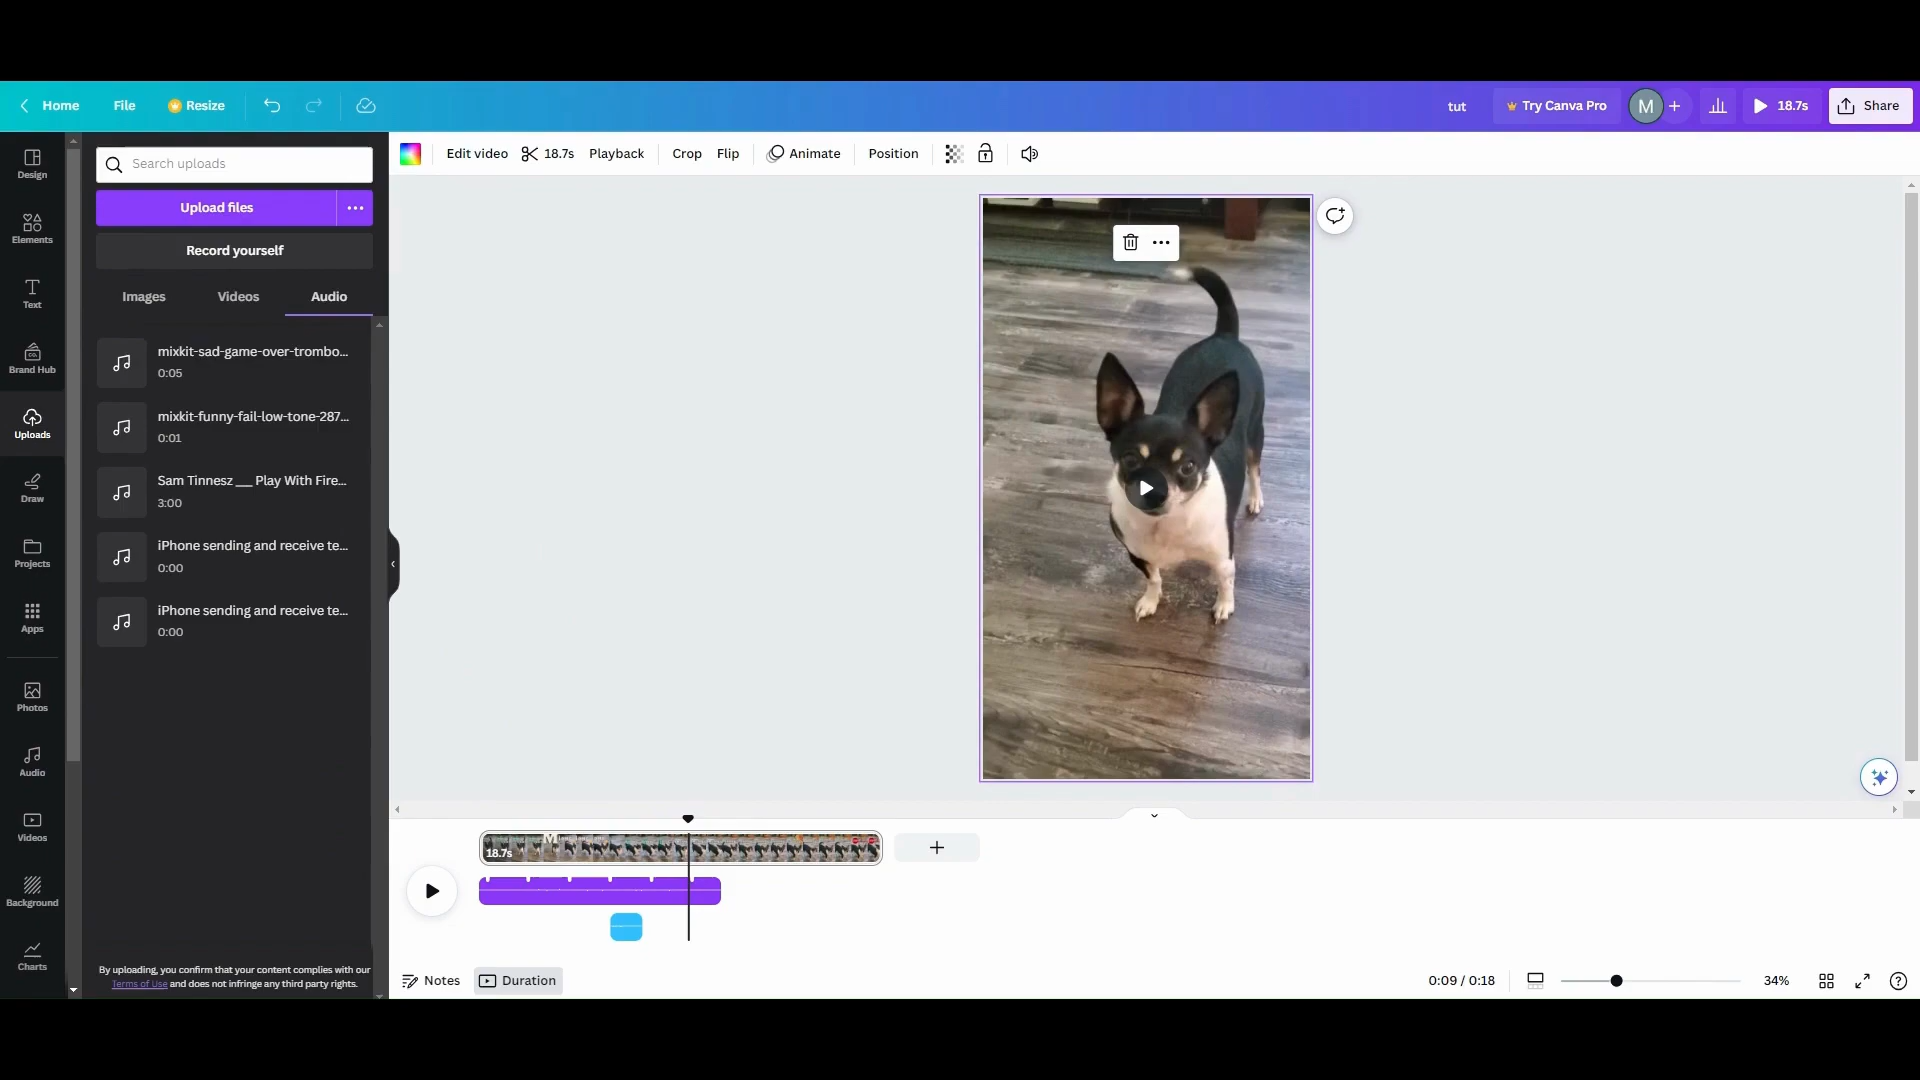 Home
File
Resize
tut
Try Canva Pro
M
18.7s
Share
Design
Elements
Text
Brand Hub
Uploads
Draw
Projects
Apps
Photos
Audio
Videos
Background
Charts
Search uploads
Upload files
Record yourself
Images
Videos
Audio
mixkit-sad-game-over-trombo...
0:05
mixkit-funny-fail-low-tone-287...
0:01
Sam Tinnesz ___ Play With Fire...
3:00
iPhone sending and receive te...
0:00
iPhone sending and receive te...
0:00
By uploading, you confirm that your content complies with our
Terms of Use and does not infringe any third party rights.
Edit video
18.7s
Playback
Crop
Flip
Animate
Position
18.7s
Notes
Duration
0:09 / 0:18
34%